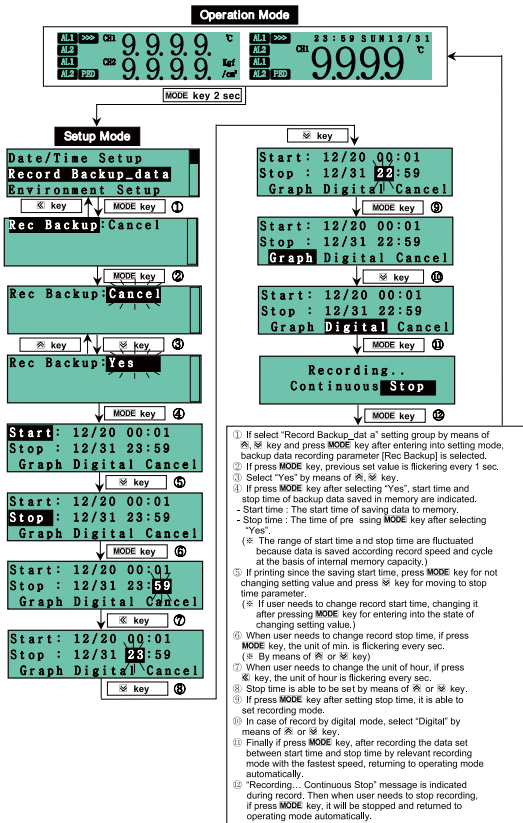 Operation Mode
AL1 >>> CH1 9.9.9.9. ℃
AL2
AL1 >>> CH2 9.9.9.9. Kgf
AL2 PED /cm²
AL1 >>> 23:59 SUN 12/31
AL2 CH1 9999 ℃
AL1
AL2 PED
MODE key 2 sec
Setup Mode
Date/Time Setup
Record Backup_data
Environment Setup
≪ key
MODE key ①
Rec Backup:Cancel
MODE key ②
Rec Backup:Cancel
︽ key
︾ key ③
Rec Backup:Yes
MODE key ④
Start: 12/20 00:01
Stop : 12/31 23:59
Graph Digital Cancel
︾ key ⑤
Start: 12/20 00:01
Stop : 12/31 23:59
Graph Digital Cancel
MODE key ⑥
Start: 12/20 00:01
Stop : 12/31 23:59
Graph Digital Cancel
≪ key ⑦
Start: 12/20 00:01
Stop : 12/31 23:59
Graph Digital Cancel
︾ key ⑧
︾ key
Start: 12/20 00:01
Stop : 12/31 22:59
Graph Digital Cancel
MODE key ⑨
Start: 12/20 00:01
Stop : 12/31 22:59
Graph Digital Cancel
︾ key ⑩
Start: 12/20 00:01
Stop : 12/31 22:59
Graph Digital Cancel
MODE key ⑪
Recording..
Continuous Stop
MODE key ⑫
① If select “Record Backup_dat a” setting group by means of
︽, ︾ key and press MODE key after entering into setting mode,
backup data recording parameter [Rec Backup] is selected.
② If press MODE key, previous set value is flickering every 1 sec.
③ Select “Yes” by means of ︽, ︾ key.
④ If press MODE key after selecting “Yes”, start time and
stop time of backup data saved in memory are indicated.
- Start time : The start time of saving data to memory.
- Stop time : The time of pre ssing MODE key after selecting
“Yes”.
(※ The range of start time a nd stop time are fluctuated
because data is saved according record speed and cycle
at the basis of internal memory capacity.)
⑤ If printing since the saving start time, press MODE key for not
changing setting value and press ︾ key for moving to stop
time parameter.
(※ If user needs to change record start time, changing it
after pressing MODE key for entering into the state of
changing setting value.)
⑥ When user needs to change record stop time, if press
MODE key, the unit of min. is flickering every sec.
(※ By means of ︽ or ︾ key)
⑦ When user needs to change the unit of hour, if press
≪ key, the unit of hour is flickering every sec.
⑧ Stop time is able to be set by means of ︽ or ︾ key.
⑨ If press MODE key after setting stop time, it is able to
set recording mode.
⑩ In case of record by digital mode, select “Digital” by
means of ︽ or ︾ key.
⑪ Finally if press MODE key, after recording the data set
between start time and stop time by relevant recording
mode with the fastest speed, returning to operating mode
automatically.
⑫ “Recording... Continuous Stop” message is indicated
during record. Then when user needs to stop recording,
if press MODE key, it will be stopped and returned to
operating mode automatically.